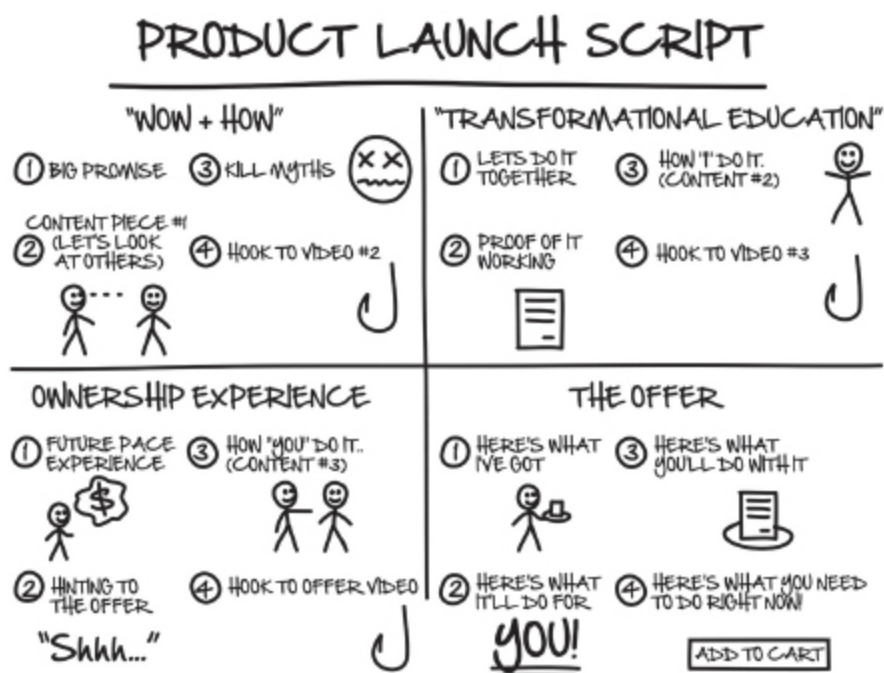 PRODUCT LAUNCH SCRIPT
"WOW + HOW"
1 BIG PROMISE
CONTENT PIECE #1
2 (LET'S LOOK
AT OTHERS)
3 KILL MYTHS
4 HOOK TO VIDEO #2
"TRANSFORMATIONAL EDUCATION"
1 LETS DO IT
TOGETHER
2 PROOF OF IT
WORKING
3 HOW "I" DO IT.
(CONTENT #2)
4 HOOK TO VIDEO #3
OWNERSHIP EXPERIENCE
1 FUTURE PACE
EXPERIENCE
$
2 HINTING TO
THE OFFER
"Shhh..."
3 HOW "YOU" DO IT..
(CONTENT #3)
4 HOOK TO OFFER VIDEO
THE OFFER
1 HERE'S WHAT
I'VE GOT
2 HERE'S WHAT
IT'LL DO FOR
YOU!
3 HERE'S WHAT
YOU'LL DO WITH IT
4 HERE'S WHAT YOU NEED
TO DO RIGHT NOW!
ADD TO CART